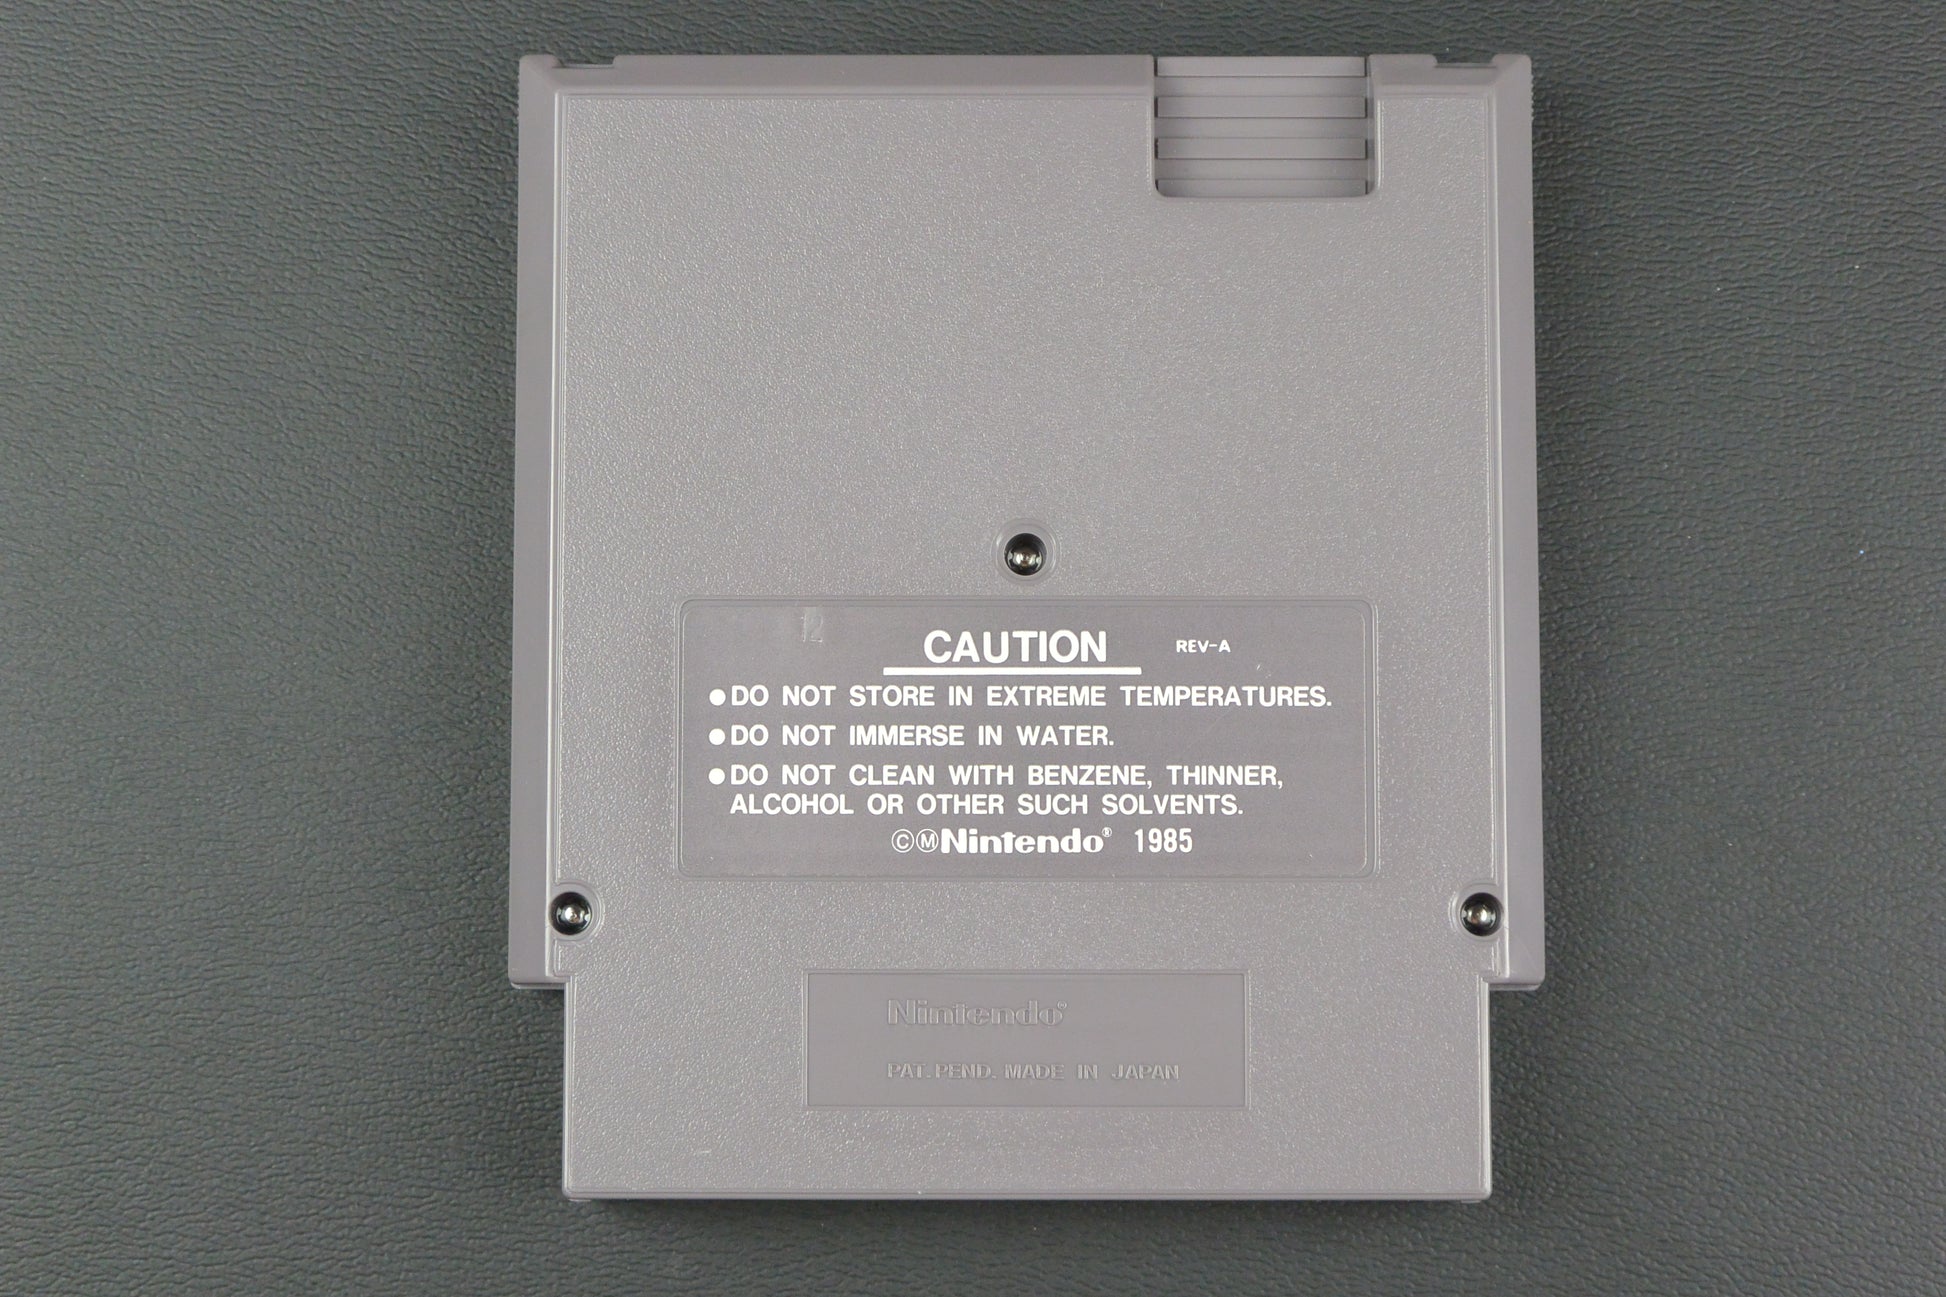 12
CAUTION REV-A
●DO NOT STORE IN EXTREME TEMPERATURES.
●DO NOT IMMERSE IN WATER.
●DO NOT CLEAN WITH BENZENE, THINNER,
ALCOHOL OR OTHER SUCH SOLVENTS.
©ⓂNintendo® 1985
Nintendo®
PAT. PEND. MADE IN JAPAN